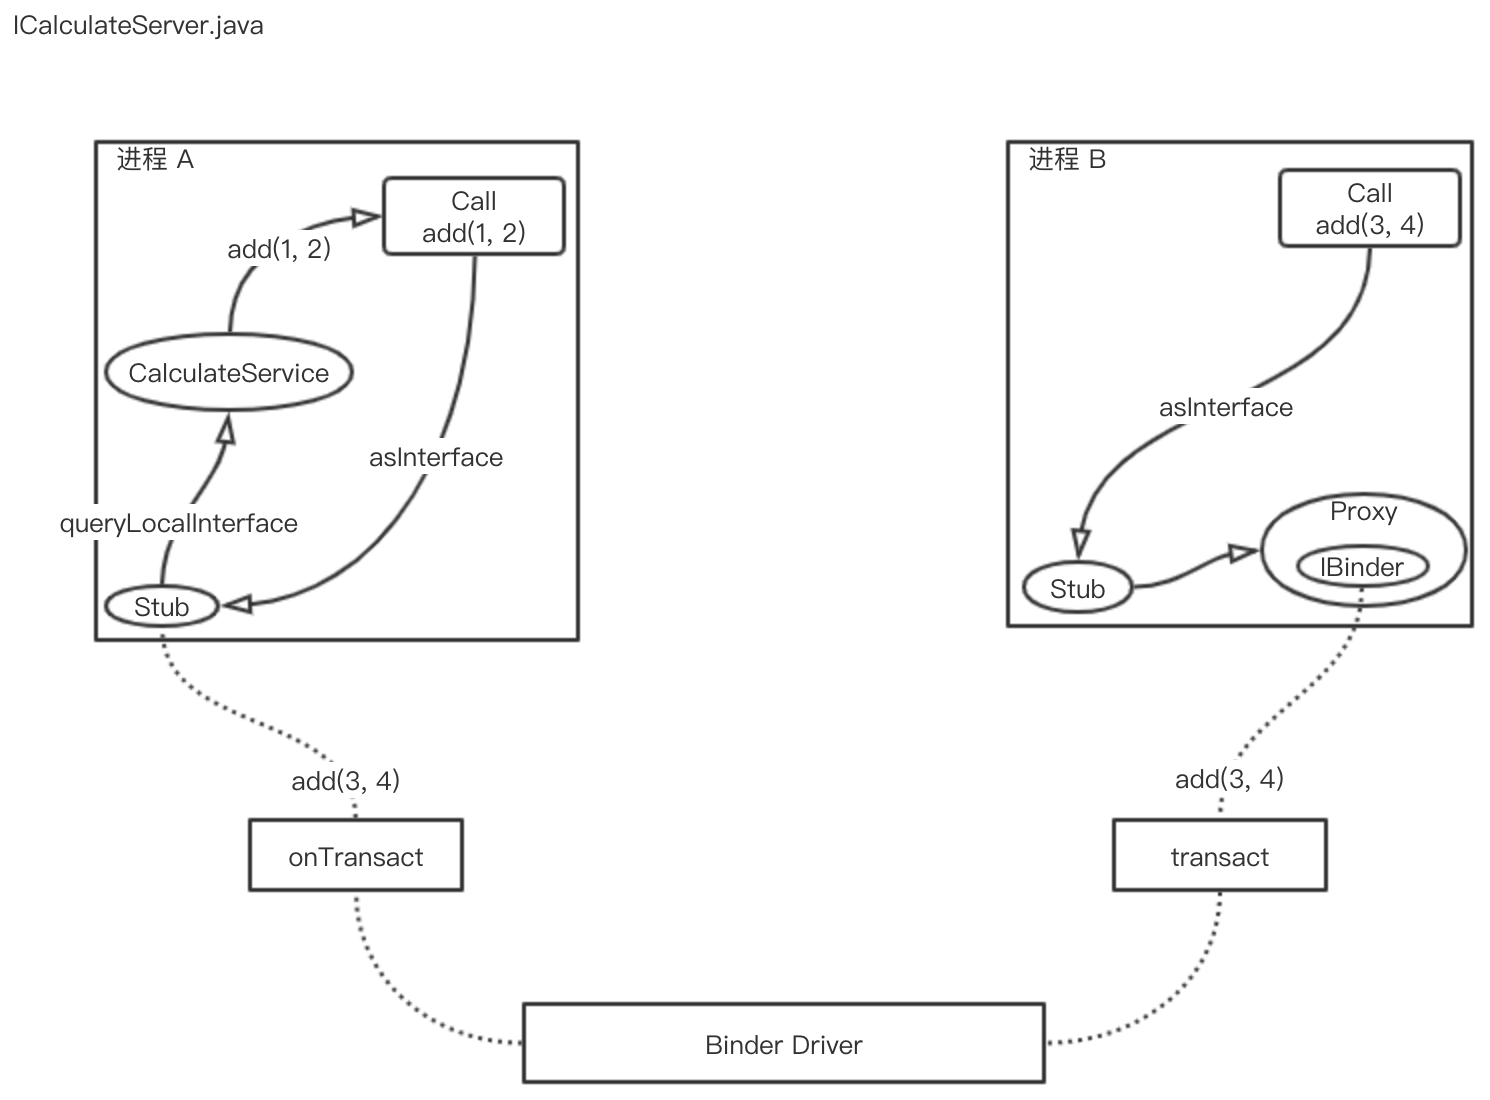 ICalculateServer.java
进程 A
Call
add(1, 2)
add(1, 2)
CalculateService
asInterface
queryLocalInterface
Stub
进程 B
Call
add(3, 4)
asInterface
Proxy
IBinder
Stub
add(3, 4)
add(3, 4)
onTransact
transact
Binder Driver